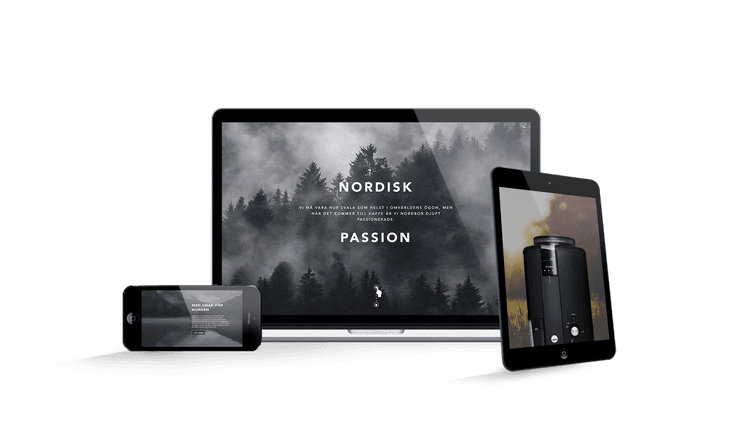 NORDISK
VI MÅ VARA HUR SVALA SOM HELST I OMVÄRLDENS ÖGON, MEN
NÄR DET KOMMER TILL KAFFE ÄR VI NORDBOR DJUPT
PASSIONERADE.
PASSION
MED SMAK FÖR
NORDEN